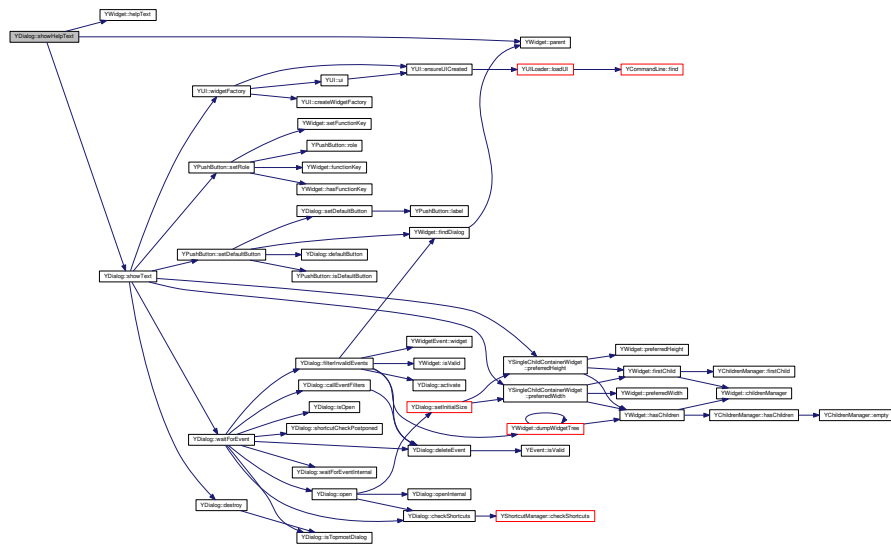 YWidget::helpText
YDialog::showHelpText
YWidget::parent
YUI::ensureUICreated
YUILoader::loadUI
YCommandLine::find
YUI::ui
YUI::widgetFactory
YUI::createWidgetFactory
YWidget::setFunctionKey
YPushButton::role
YPushButton::setRole
YWidget::functionKey
YWidget::hasFunctionKey
YDialog::setDefaultButton
YPushButton::label
YWidget::findDialog
YPushButton::setDefaultButton
YDialog::defaultButton
YPushButton::isDefaultButton
YDialog::showText
YWidgetEvent::widget
YWidget::preferredHeight
YDialog::filterInvalidEvents
YWidget::isValid
YSingleChildContainerWidget
::preferredHeight
YWidget::firstChild
YChildrenManager::firstChild
YDialog::callEventFilters
YDialog::activate
YSingleChildContainerWidget
::preferredWidth
YWidget::preferredWidth
YWidget::childrenManager
YDialog::isOpen
YDialog::setInitialSize
YWidget::hasChildren
YChildrenManager::hasChildren
YChildrenManager::empty
YDialog::shortcutCheckPostponed
YWidget::dumpWidgetTree
YDialog::waitForEvent
YDialog::deleteEvent
YEvent::isValid
YDialog::waitForEventInternal
YDialog::open
YDialog::openInternal
YDialog::destroy
YDialog::checkShortcuts
YShortcutManager::checkShortcuts
YDialog::isTopmostDialog